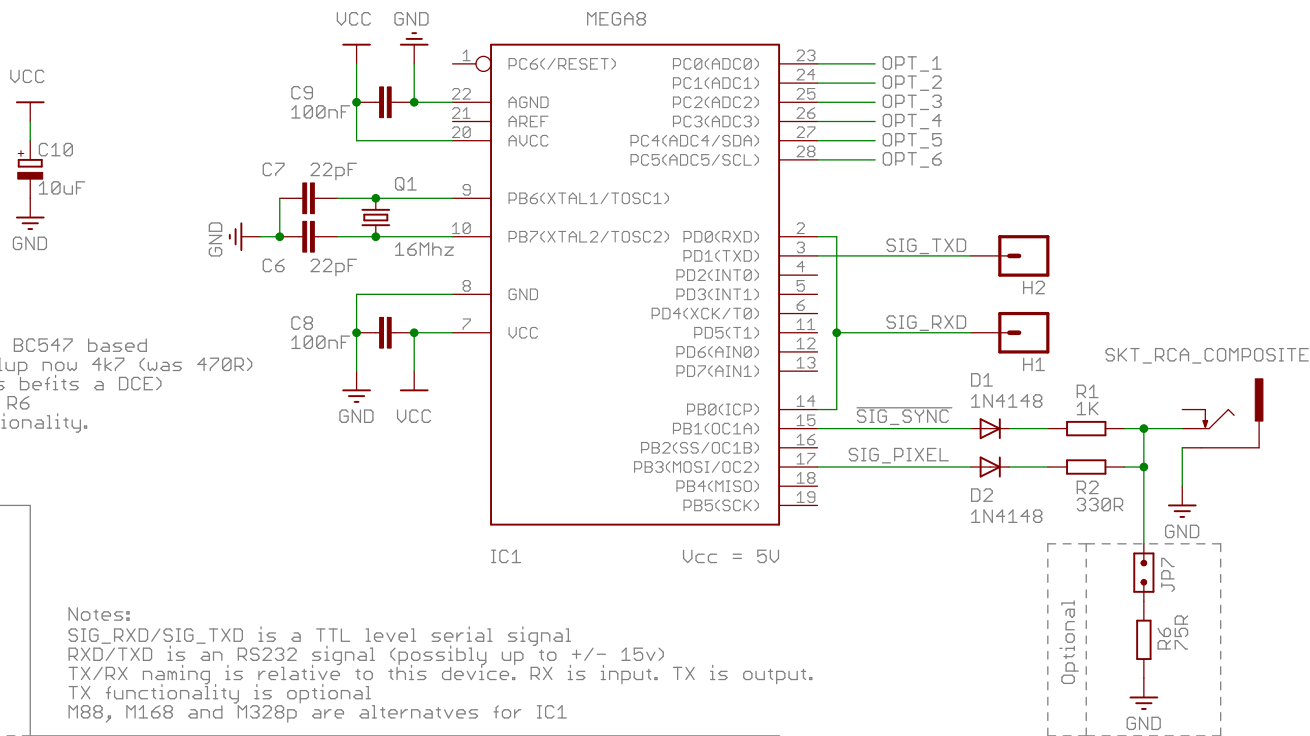 MEGA8
VCC
GND
VCC
C10
10uF
GND
C9
100nF
1
22
21
20
PC6(/RESET)
AGND
AREF
AVCC
C7
22pF
Q1
16Mhz
GND
C6
22pF
9
10
PB6(XTAL1/TOSC1)
PB7(XTAL2/TOSC2)
C8
100nF
8
7
GND
VCC
GND
VCC
PC0(ADC0)
PC1(ADC1)
PC2(ADC2)
PC3(ADC3)
PC4(ADC4/SDA)
PC5(ADC5/SCL)
23
24
25
26
27
28
OPT_1
OPT_2
OPT_3
OPT_4
OPT_5
OPT_6
PD0(RXD)
PD1(TXD)
PD2(INT0)
PD3(INT1)
PD4(XCK/T0)
PD5(T1)
PD6(AIN0)
PD7(AIN1)
2
3
4
5
6
11
12
13
SIG_TXD
H2
SIG_RXD
H1
PB0(ICP)
PB1(OC1A)
PB2(SS/OC1B)
PB3(MOSI/OC2)
PB4(MISO)
PB5(SCK)
14
15
16
17
18
19
SIG_SYNC
SIG_PIXEL
D1
1N4148
D2
1N4148
R1
1K
R2
330R
SKT_RCA_COMPOSITE
GND
JP7
R6
75R
Optional
GND
IC1
Vcc = 5V
BC547 based
lup now 4k7 (was 470R)
s befits a DCE)
R6
ionality.
Notes:
SIG_RXD/SIG_TXD is a TTL level serial signal
RXD/TXD is an RS232 signal (possibly up to +/- 15v)
TX/RX naming is relative to this device. RX is input. TX is output.
TX functionality is optional
M88, M168 and M328p are alternatves for IC1